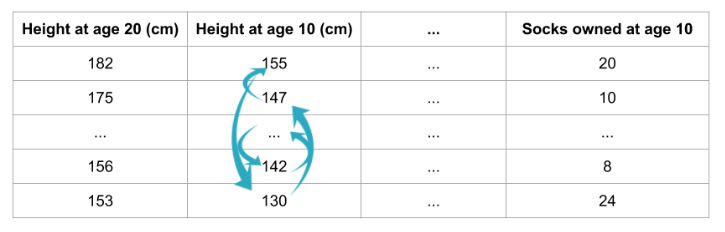 Height at age 20 (cm) Height at age 10 (cm) ... Socks owned at age 10
182 155 ... 20
175 147 ... 10
... ... ... ...
156 142 ... 8
153 130 ... 24